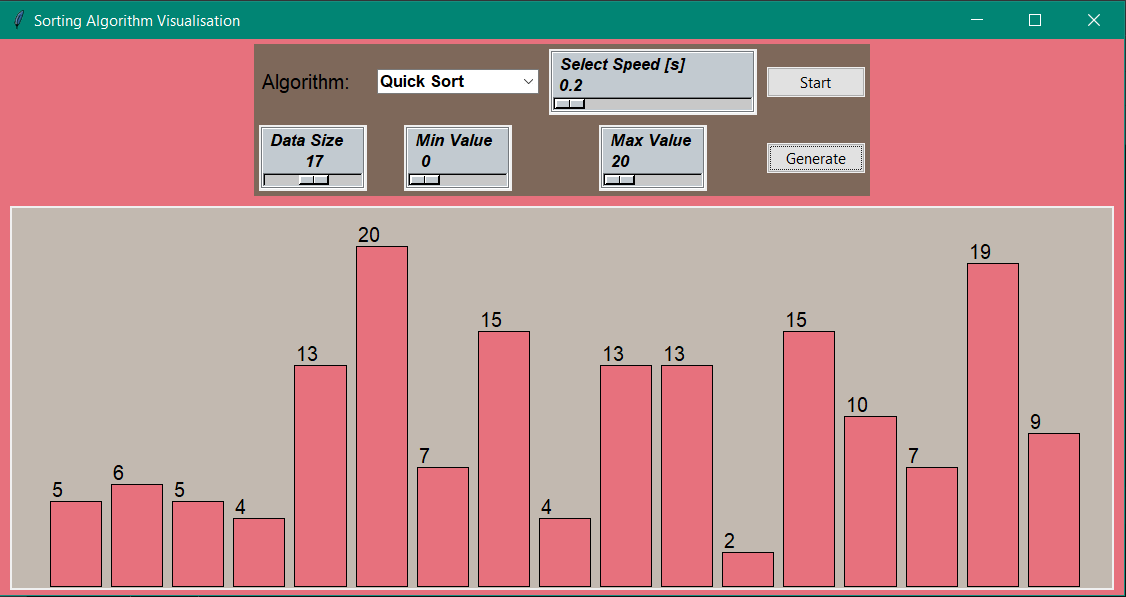 Sorting Algorithm Visualisation
Algorithm:
Quick Sort
Select Speed [s]
0.2
Start
Data Size
17
Min Value
0
Max Value
20
Generate
5
6
5
4
13
20
7
15
4
13
13
2
15
10
7
19
9